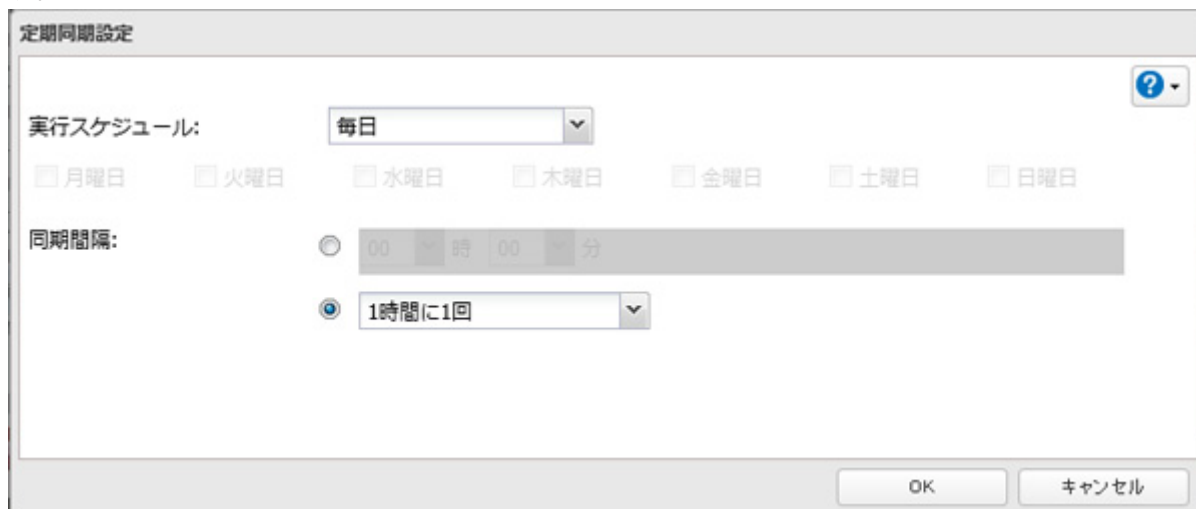 定期同期設定
?
実行スケジュール: 毎日
月曜日 火曜日 水曜日 木曜日 金曜日 土曜日 日曜日
同期間隔: 00 時 00 分
1時間に1回
OK キャンセル